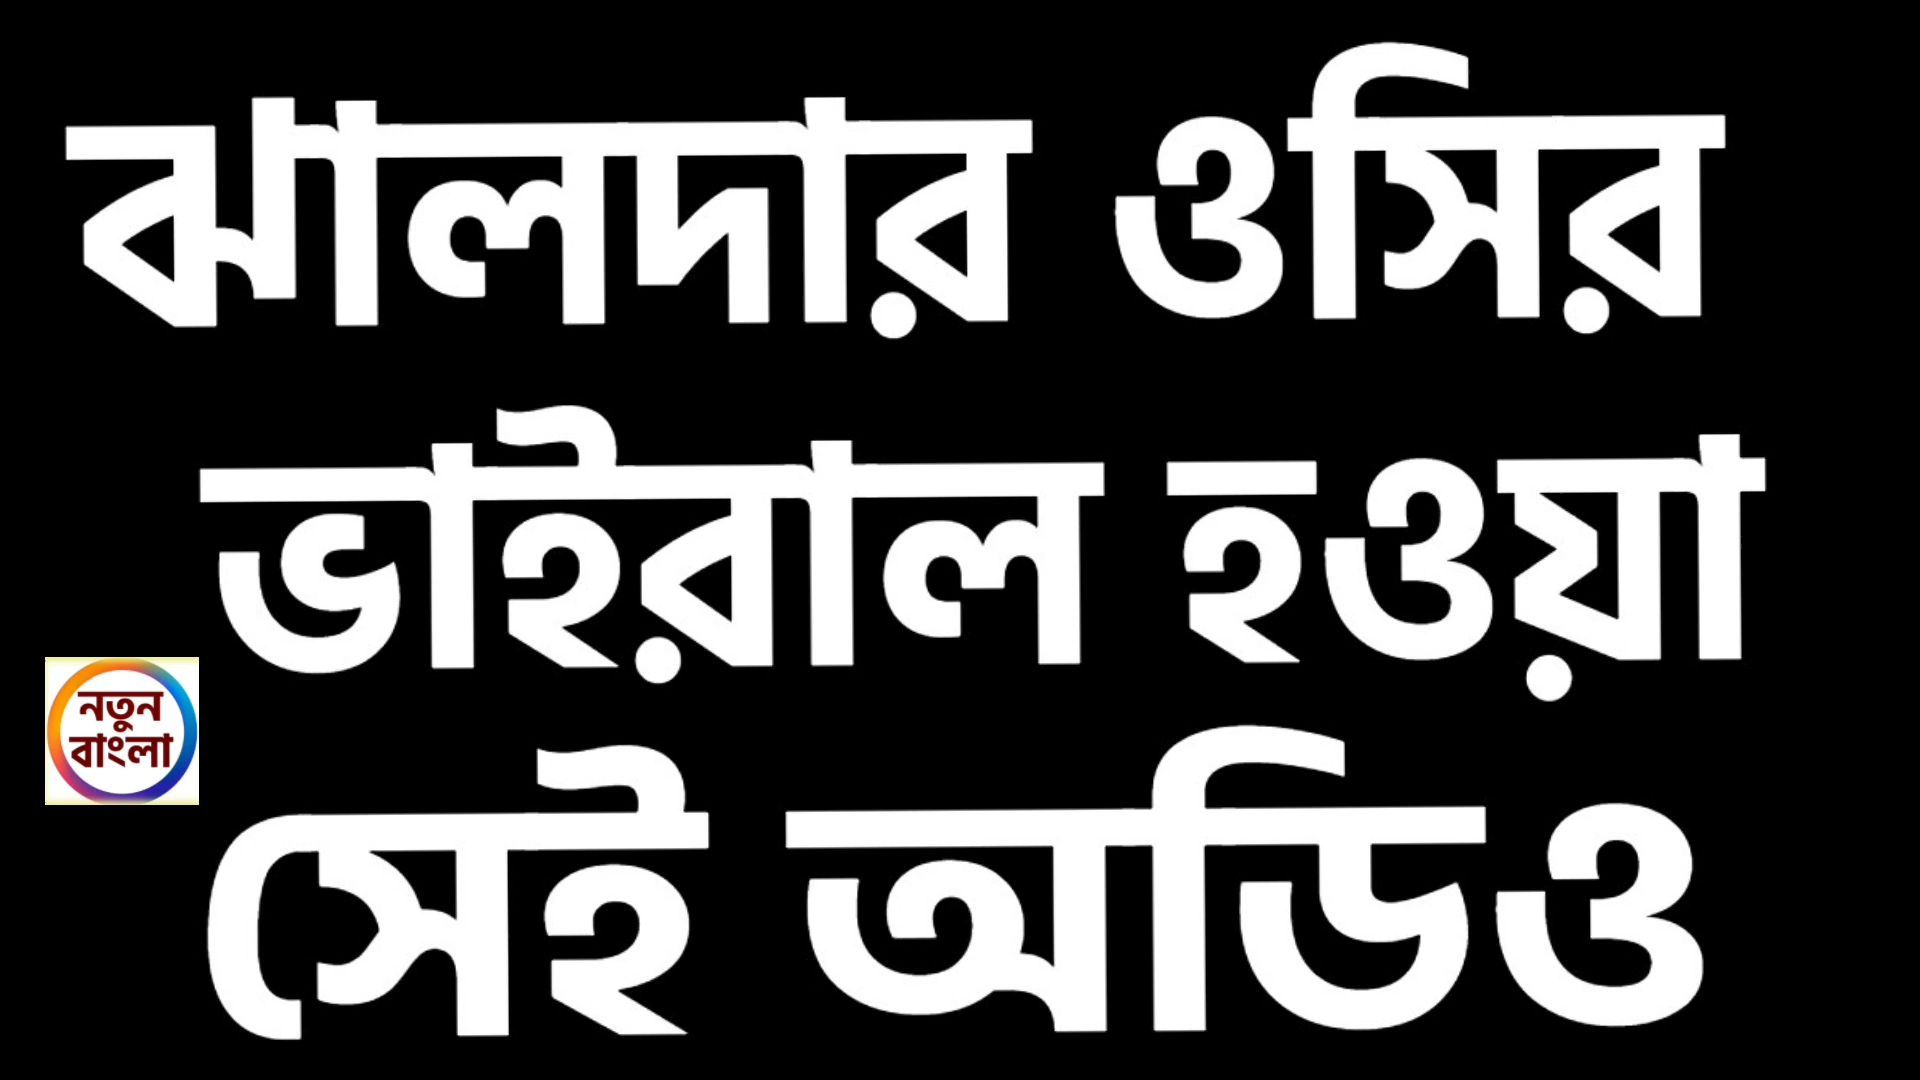 ঝালদার ওসির
ভাইরাল হওয়া
নতুন
বাংলা
সেই অডিও